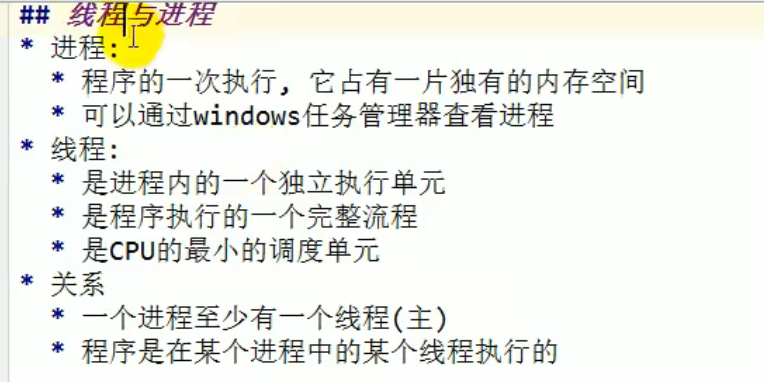 ## 线程与进程
* 进程:
* 程序的一次执行, 它占有一片独有的内存空间
* 可以通过windows任务管理器查看进程
* 线程:
* 是进程内的一个独立执行单元
* 是程序执行的一个完整流程
* 是CPU的最小的调度单元
* 关系
* 一个进程至少有一个线程(主)
* 程序是在某个进程中的某个线程执行的